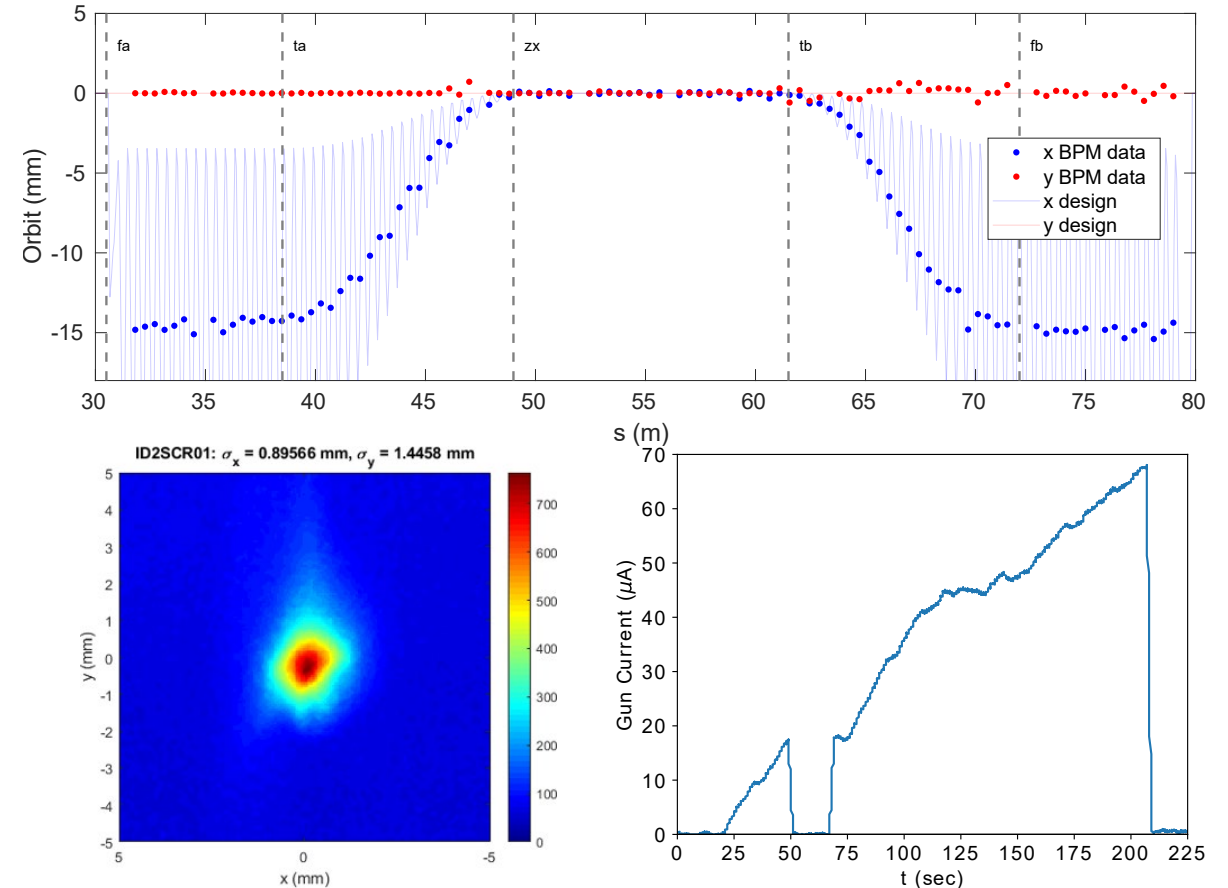 5
0
-5
-10
-15
Orbit (mm)
fa
ta
zx
tb
fb
x BPM data
y BPM data
x design
y design
30 35 40 45 50 55 60 65 70 75 80
s (m)
ID2SCR01: σx = 0.89566 mm, σy = 1.4458 mm
5
4
3
2
1
0
-1
-2
-3
-4
-5
y (mm)
5 0 -5
x (mm)
700
600
500
400
300
200
100
0
70
60
50
40
30
20
10
0
Gun Current (μA)
0 25 50 75 100 125 150 175 200 225
t (sec)